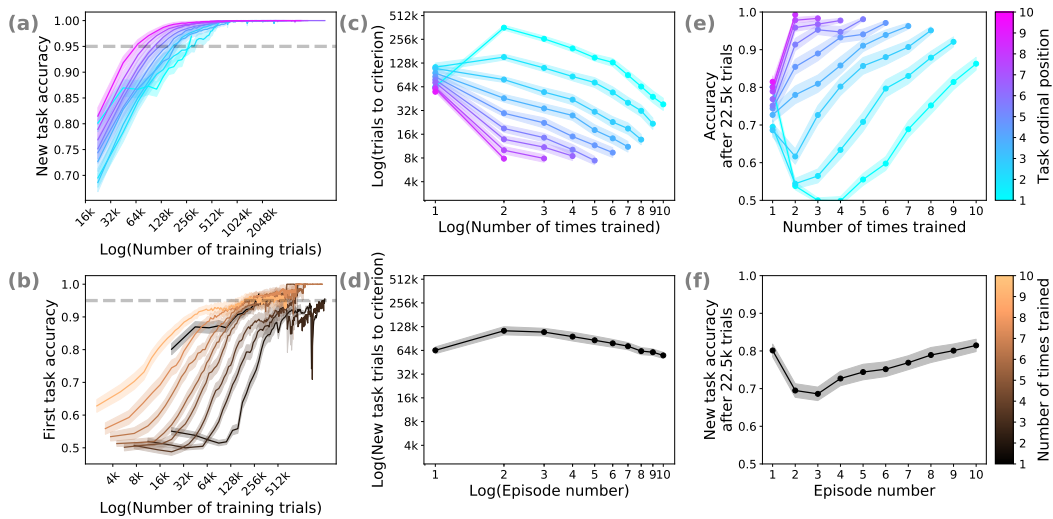 (a)
New task accuracy
1.00
0.95
0.90
0.85
0.80
0.75
0.70
16k
32k
64k
128k
256k
512k
1024k
2048k
Log(Number of training trials)
(c)
Log(trials to criterion)
512k
256k
128k
64k
32k
16k
8k
4k
1
2
3
4
5
6
7
8
9
10
Log(Number of times trained)
(e)
Accuracy
after 22.5k trials
1.0
0.9
0.8
0.7
0.6
0.5
1
2
3
4
5
6
7
8
9
10
Number of times trained
10
9
8
7
6
5
4
3
2
1
Task ordinal position
(b)
First task accuracy
1.0
0.9
0.8
0.7
0.6
0.5
4k
8k
16k
32k
64k
128k
256k
512k
Log(Number of training trials)
(d)
Log(New task trials to criterion)
512k
256k
128k
64k
32k
16k
8k
4k
1
2
3
4
5
6
7
8
9
10
Log(Episode number)
(f)
New task accuracy
after 22.5k trials
1.0
0.9
0.8
0.7
0.6
0.5
1
2
3
4
5
6
7
8
9
10
Episode number
10
9
8
7
6
5
4
3
2
1
Number of times trained